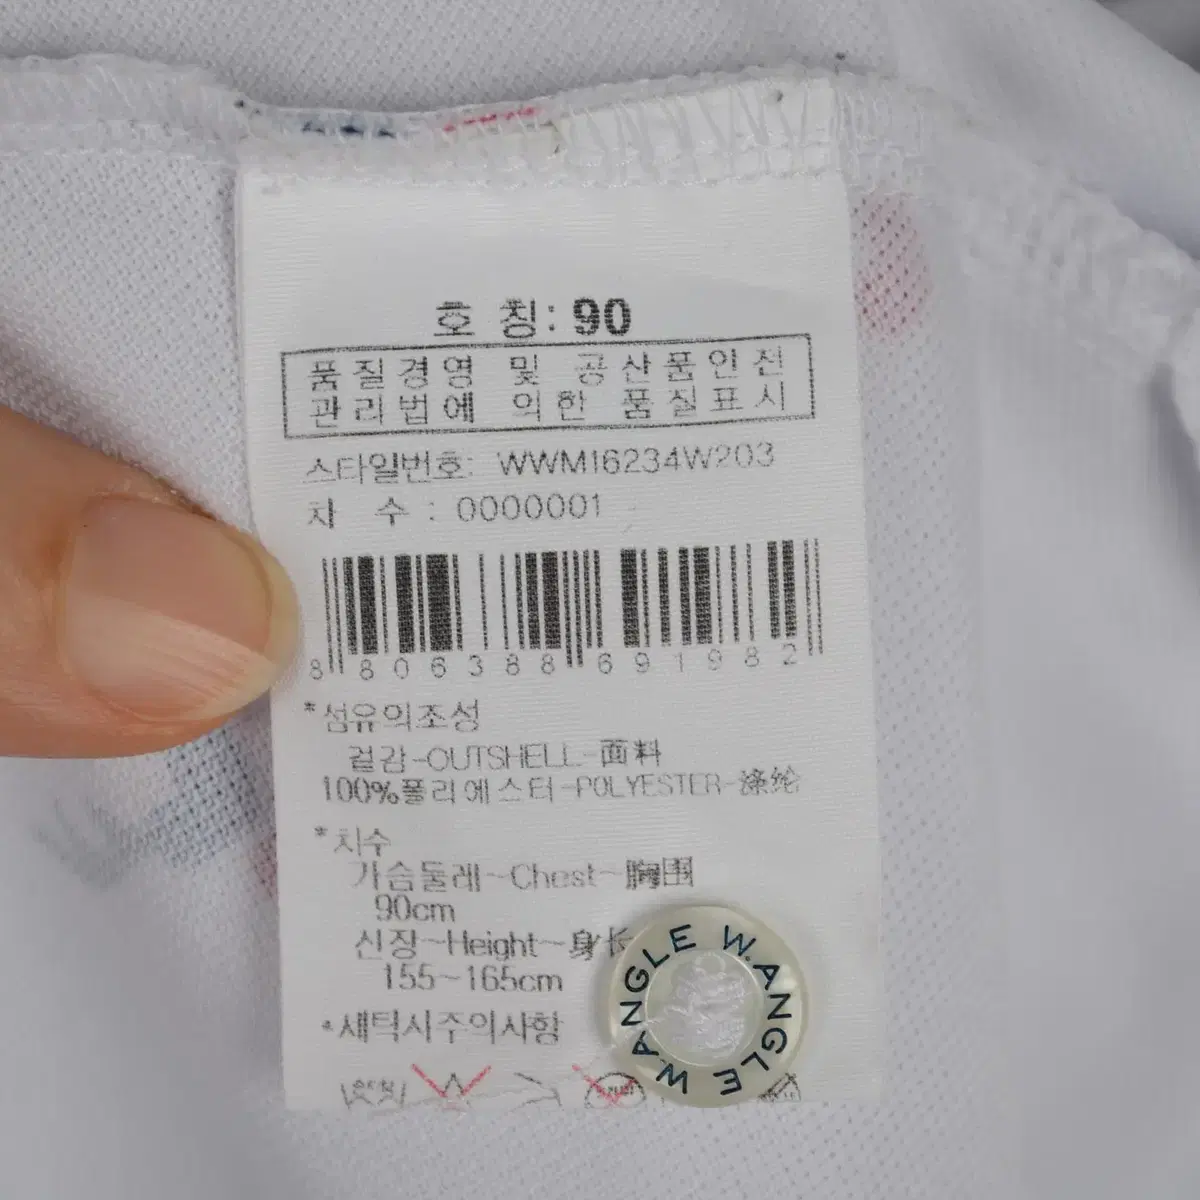 호 칭: 90
품질경영 및 공산품안전
관리법에 의한 품질표시
스타일번호: WWM16234W203
차 수 : 0000001
8 806388 691982
*섬유의조성
겉감-OUTSHELL-面料
100%폴리에스터-POLYESTER-涤纶
*치수
가슴둘레~Chest~胸围
90cm
신장~Height~身长
155~165cm
*세탁시주의사항
W.ANGLE W.ANGLE